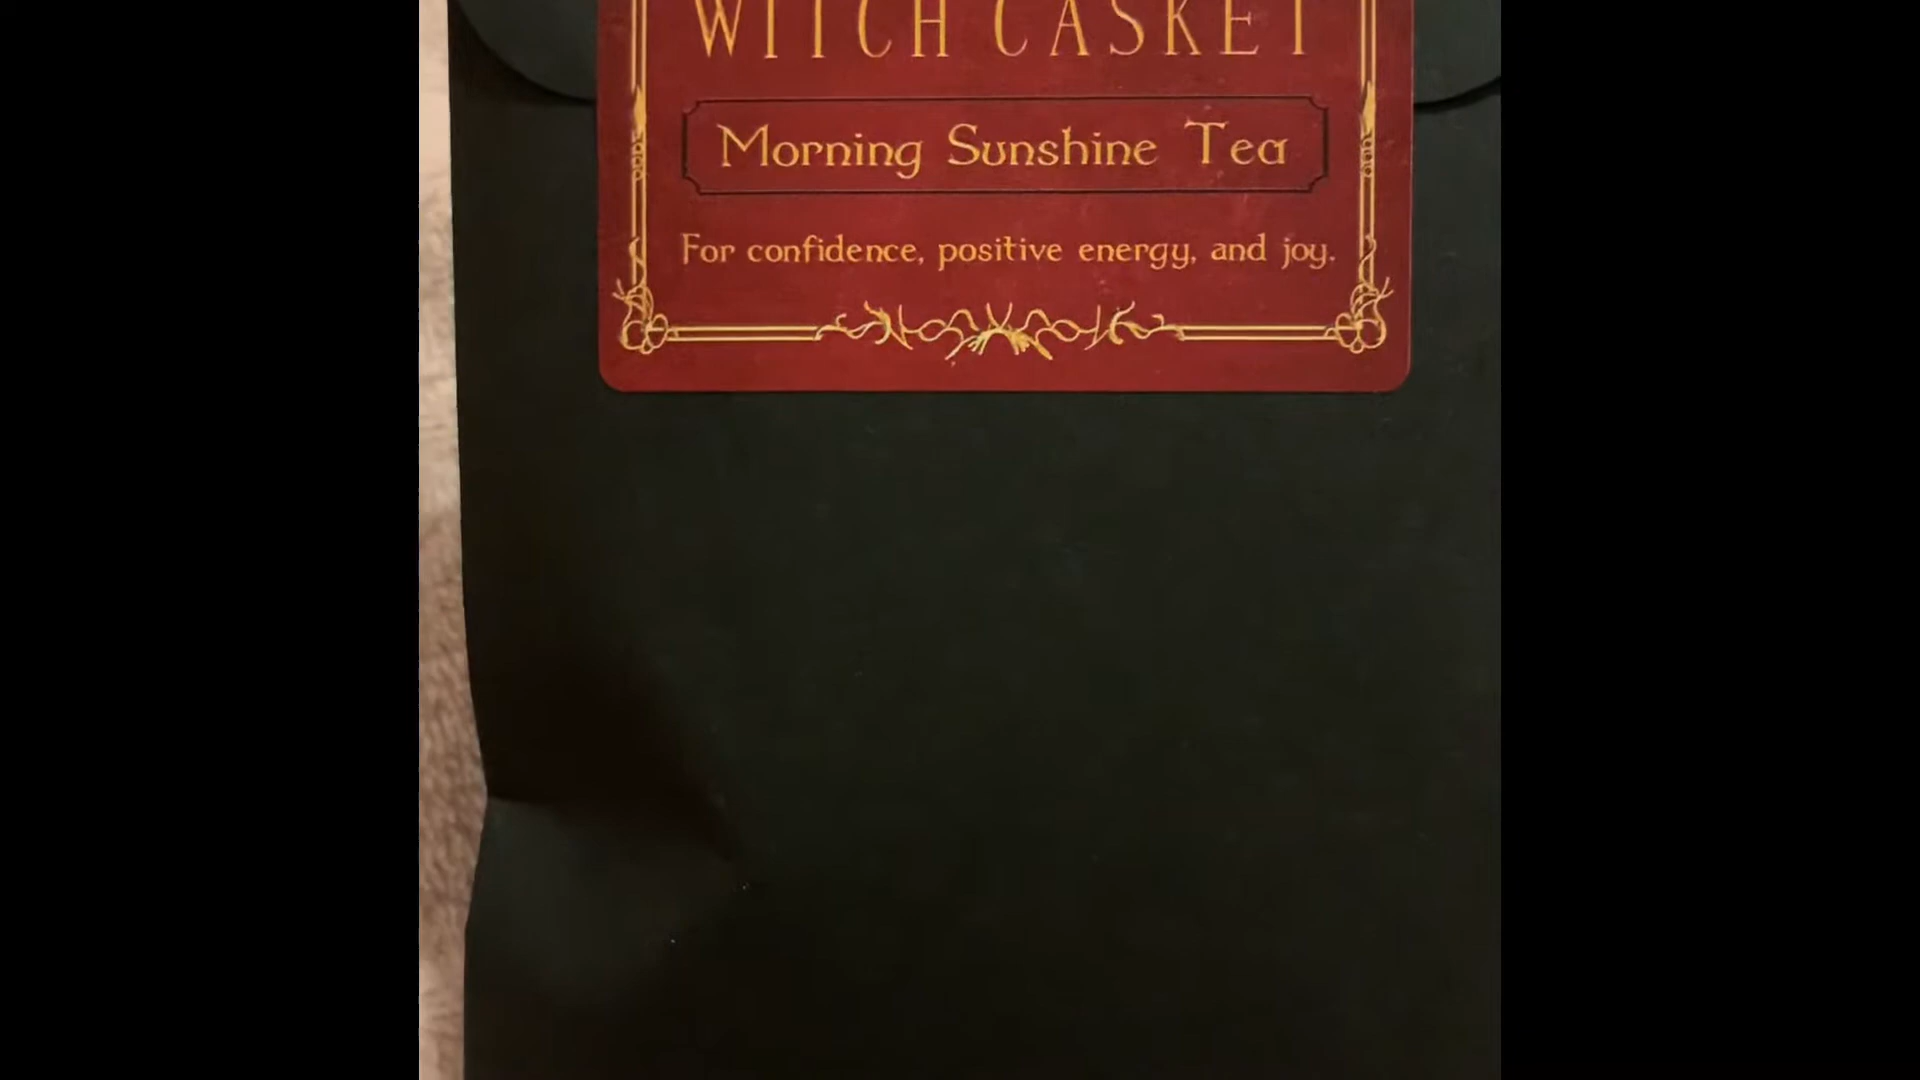 WITCH CASKET
Morning Sunshine Tea
For confidence, positive energy, and joy.